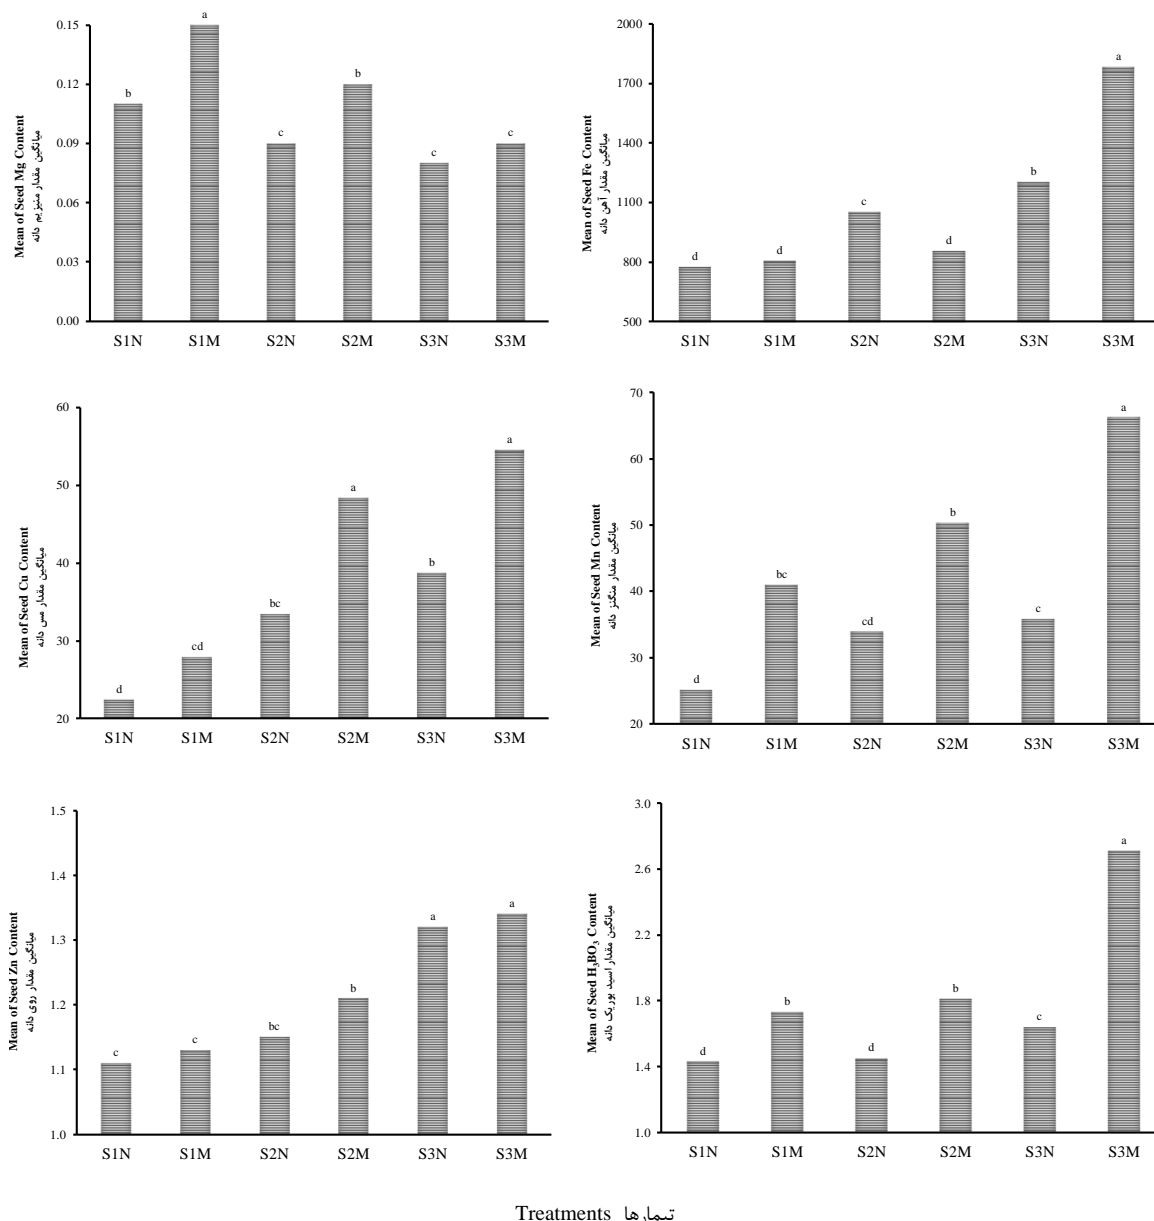 Mean of Seed Mg Content
میانگین مقدار منیزیم دانه
0.15
0.12
0.09
0.06
0.03
0.00
b
a
c
b
c
c
S1N S1M S2N S2M S3N S3M
Mean of Seed Fe Content
میانگین مقدار آهن دانه
2000
1700
1400
1100
800
500
d
d
c
d
b
a
S1N S1M S2N S2M S3N S3M
Mean of Seed Cu Content
میانگین مقدار مس دانه
60
50
40
30
20
d
cd
bc
a
b
a
S1N S1M S2N S2M S3N S3M
Mean of Seed Mn Content
میانگین مقدار منگنز دانه
70
60
50
40
30
20
d
bc
cd
b
c
a
S1N S1M S2N S2M S3N S3M
Mean of Seed Zn Content
میانگین مقدار روی دانه
1.5
1.4
1.3
1.2
1.1
1.0
c
c
bc
b
a
a
S1N S1M S2N S2M S3N S3M
Mean of Seed H₃BO₃ Content
میانگین مقدار اسید بوریک دانه
3.0
2.6
2.2
1.8
1.4
1.0
d
b
d
b
c
a
S1N S1M S2N S2M S3N S3M
Treatments تیمارها